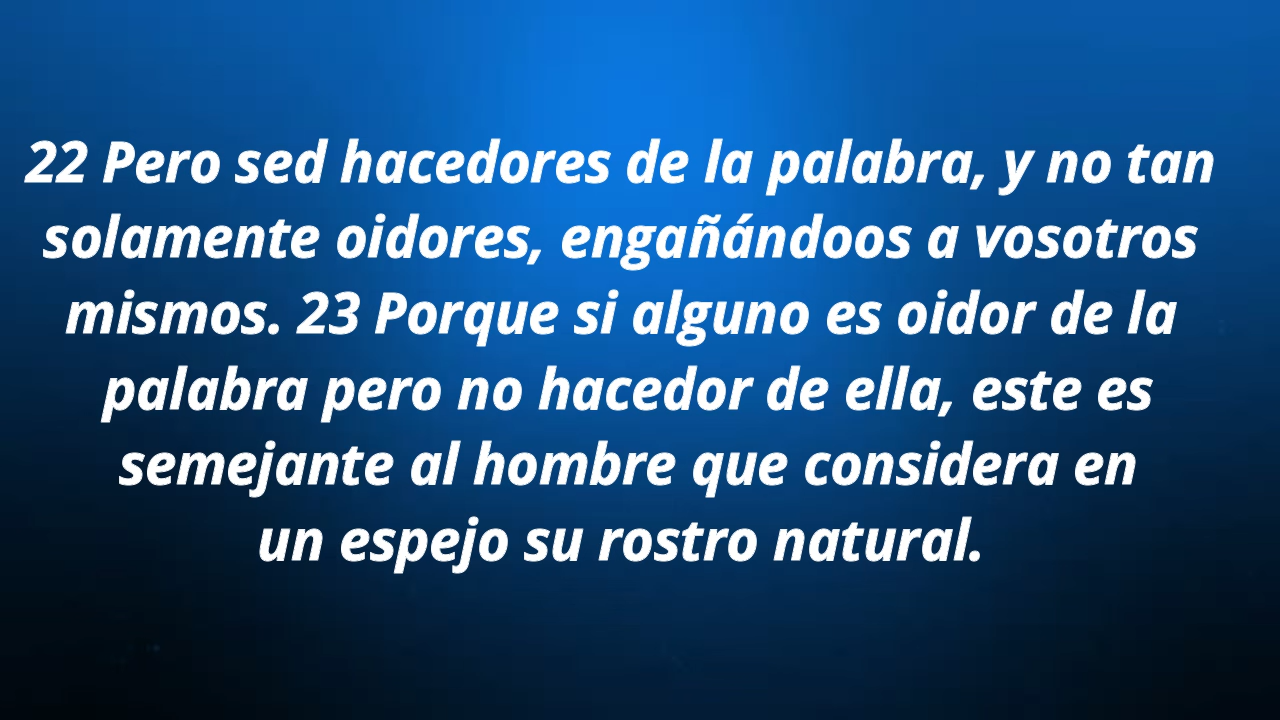 22 Pero sed hacedores de la palabra, y no tan
solamente oidores, engañándoos a vosotros
mismos. 23 Porque si alguno es oidor de la
palabra pero no hacedor de ella, este es
semejante al hombre que considera en
un espejo su rostro natural.